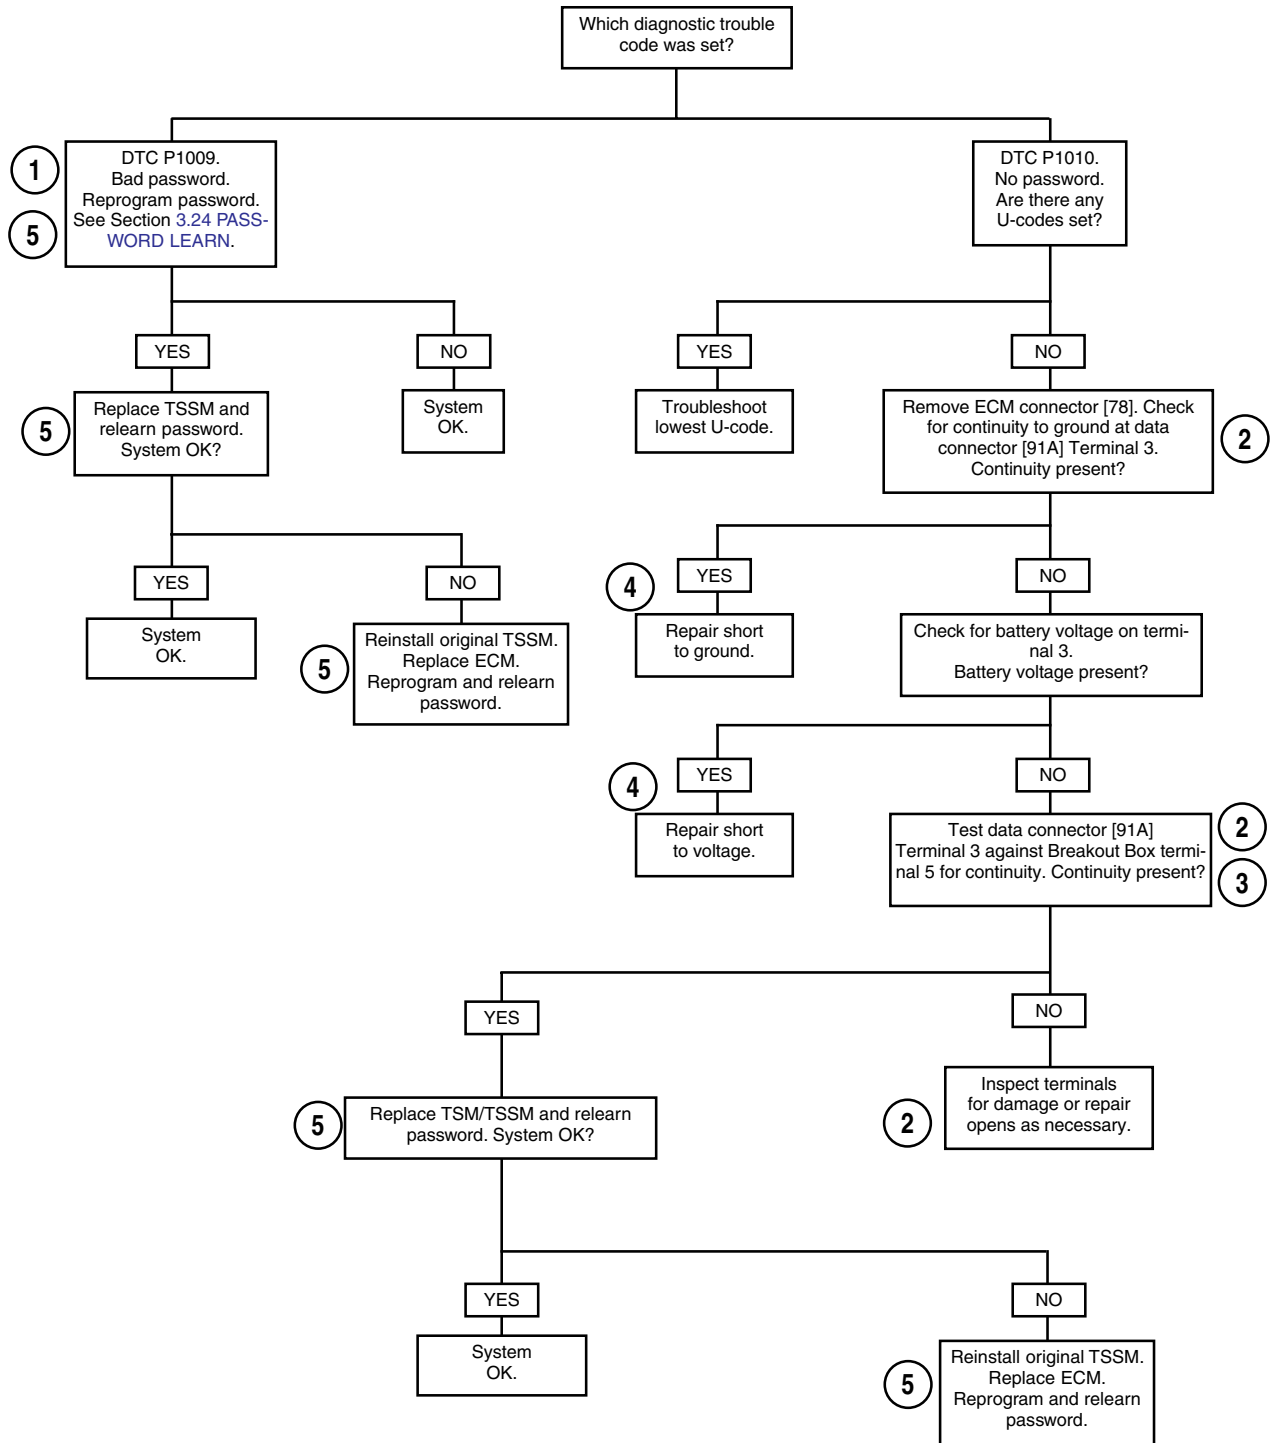 Which diagnostic trouble
code was set?
1
DTC P1009.
Bad password.
Reprogram password.
See Section 3.24 PASS-
WORD LEARN.
5
DTC P1010.
No password.
Are there any
U-codes set?
YES
NO
YES
NO
5
Replace TSSM and
relearn password.
System OK?
System
OK.
Troubleshoot
lowest U-code.
Remove ECM connector [78]. Check
for continuity to ground at data
connector [91A] Terminal 3.
Continuity present?
2
YES
NO
4
YES
NO
System
OK.
5
Reinstall original TSSM.
Replace ECM.
Reprogram and relearn
password.
Repair short
to ground.
Check for battery voltage on termi-
nal 3.
Battery voltage present?
4
YES
NO
Repair short
to voltage.
Test data connector [91A]
Terminal 3 against Breakout Box termi-
nal 5 for continuity. Continuity present?
2
3
YES
NO
5
Replace TSM/TSSM and relearn
password. System OK?
2
Inspect terminals
for damage or repair
opens as necessary.
YES
NO
System
OK.
5
Reinstall original TSSM.
Replace ECM.
Reprogram and relearn
password.